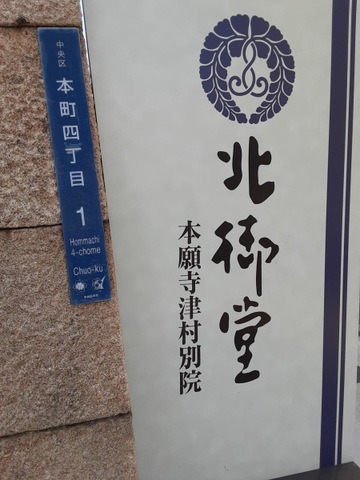 中央区
本町四丁目
1
Hommachi
4-chome
Chuo-ku
北御堂
本願寺津村別院